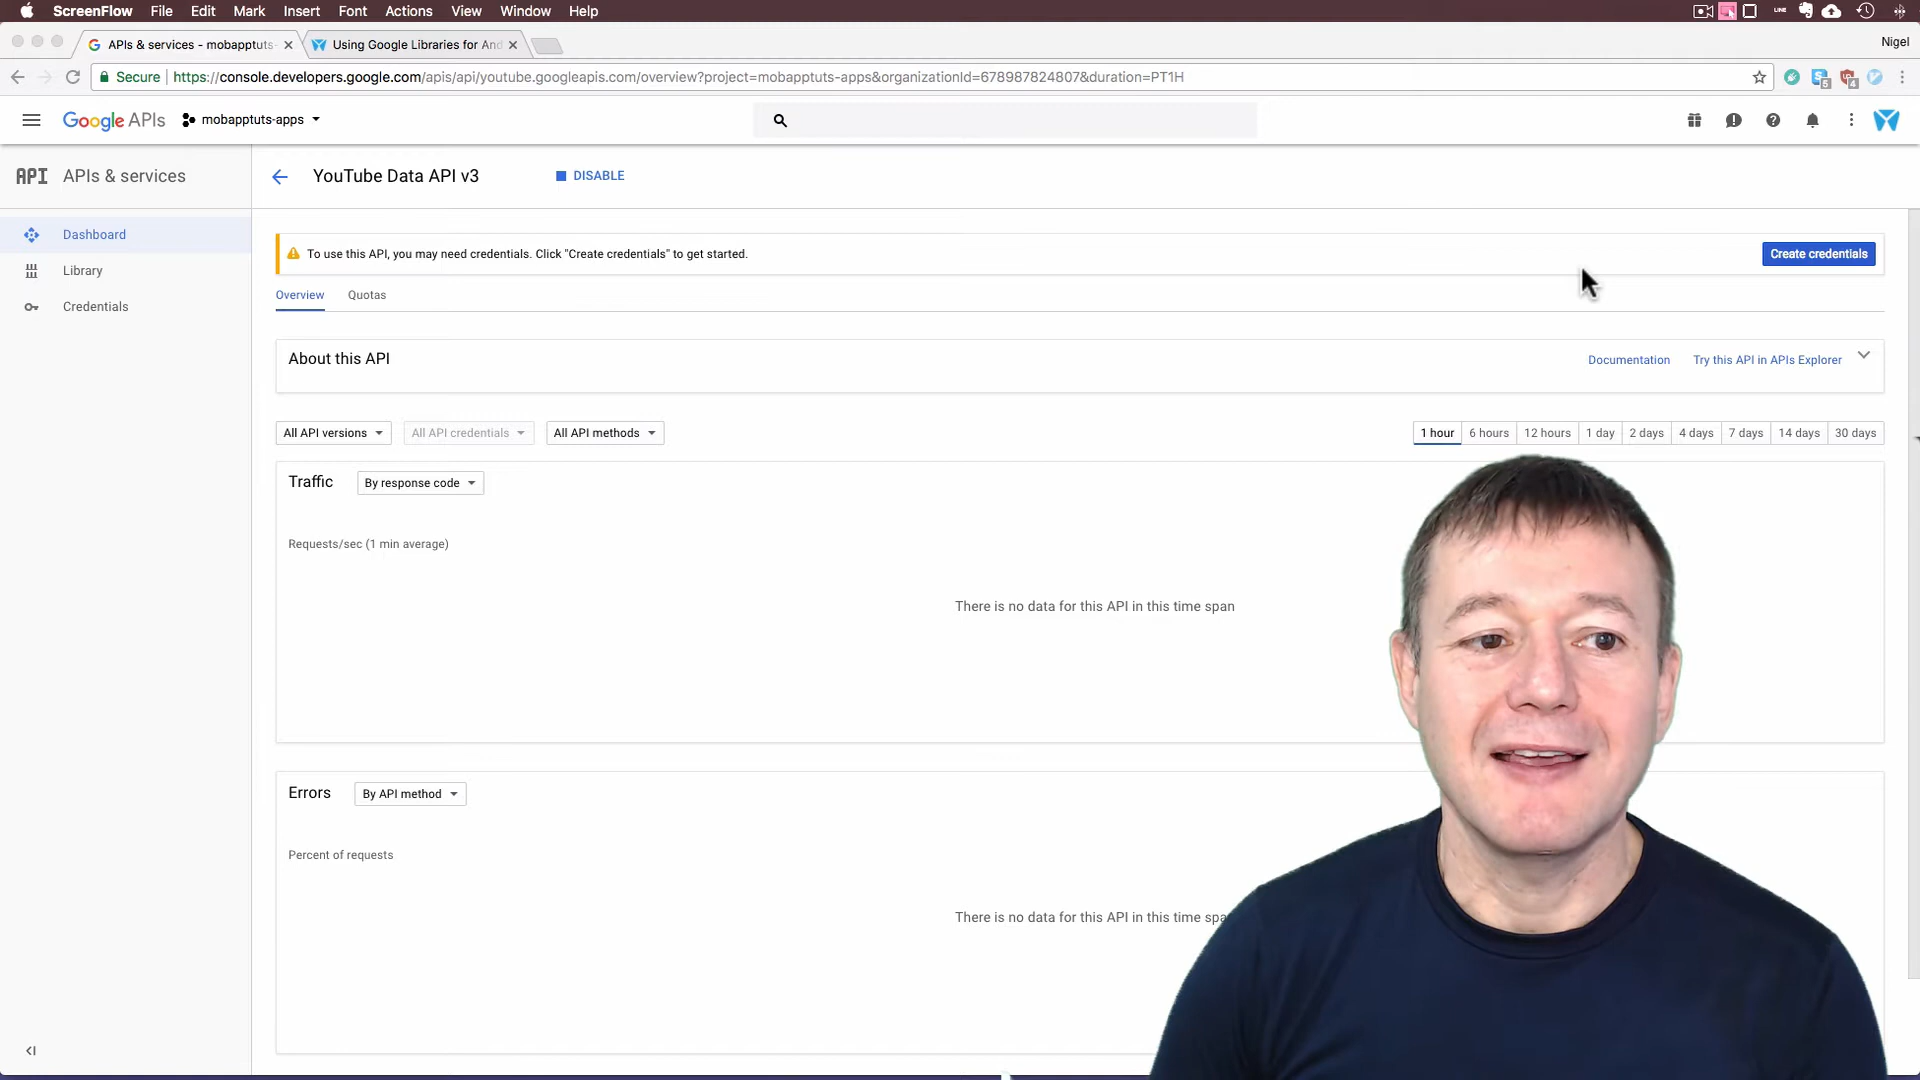 ScreenFlow File Edit Mark Insert Font Actions View Window Help
LINE
APIs & services - mobapptuts-
Using Google Libraries for And
Nigel
Secure https://console.developers.google.com/apis/api/youtube.googleapis.com/overview?project=mobapptuts-apps&organizationId=678987824807&duration=PT1H
5
4
Google APIs mobapptuts-apps
API APIs & services
YouTube Data API v3
DISABLE
Dashboard
Library
Credentials
To use this API, you may need credentials. Click "Create credentials" to get started.
Create credentials
Overview Quotas
About this API
Documentation Try this API in APIs Explorer
All API versions All API credentials All API methods
1 hour 6 hours 12 hours 1 day 2 days 4 days 7 days 14 days 30 days
Traffic By response code
Requests/sec (1 min average)
There is no data for this API in this time span
Errors By API method
Percent of requests
There is no data for this API in this time spa